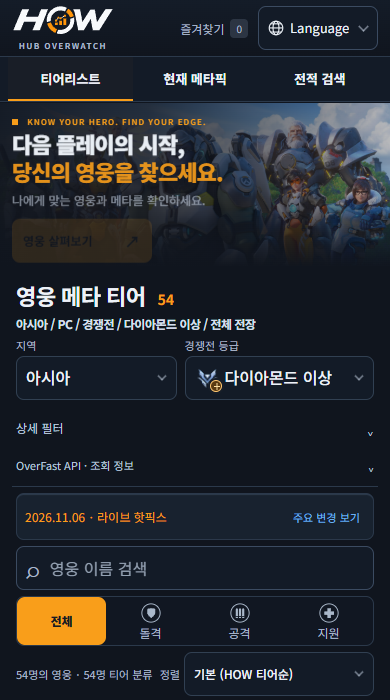 HOW
HUB OVERWATCH
즐겨찾기 0
Language
티어리스트 현재 메타픽 전적 검색
KNOW YOUR HERO. FIND YOUR EDGE.
다음 플레이의 시작,
당신의 영웅을 찾으세요.
나에게 맞는 영웅과 메타를 확인하세요.
영웅 살펴보기 ↗
영웅 메타 티어 54
아시아 / PC / 경쟁전 / 다이아몬드 이상 / 전체 전장
지역 경쟁전 등급
아시아 다이아몬드 이상
상세 필터
OverFast API · 조회 정보
2026.11.06 · 라이브 핫픽스 주요 변경 보기
영웅 이름 검색
전체 돌격 공격 지원
54명의 영웅 · 54명 티어 분류 정렬 기본 (HOW 티어순)